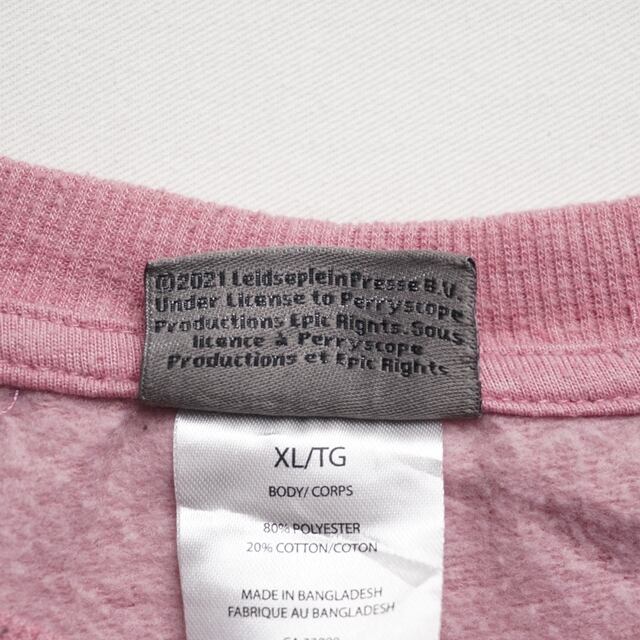 ©2021 LeidsepleinPresse B.V.
Under License to Perryscope
Productions Epic Rights. Sous
licence à Perryscope
Productions et Epic Rights
XL/TG
BODY/ CORPS
80% POLYESTER
20% COTTON/COTON
MADE IN BANGLADESH
FABRIQUE AU BANGLADESH